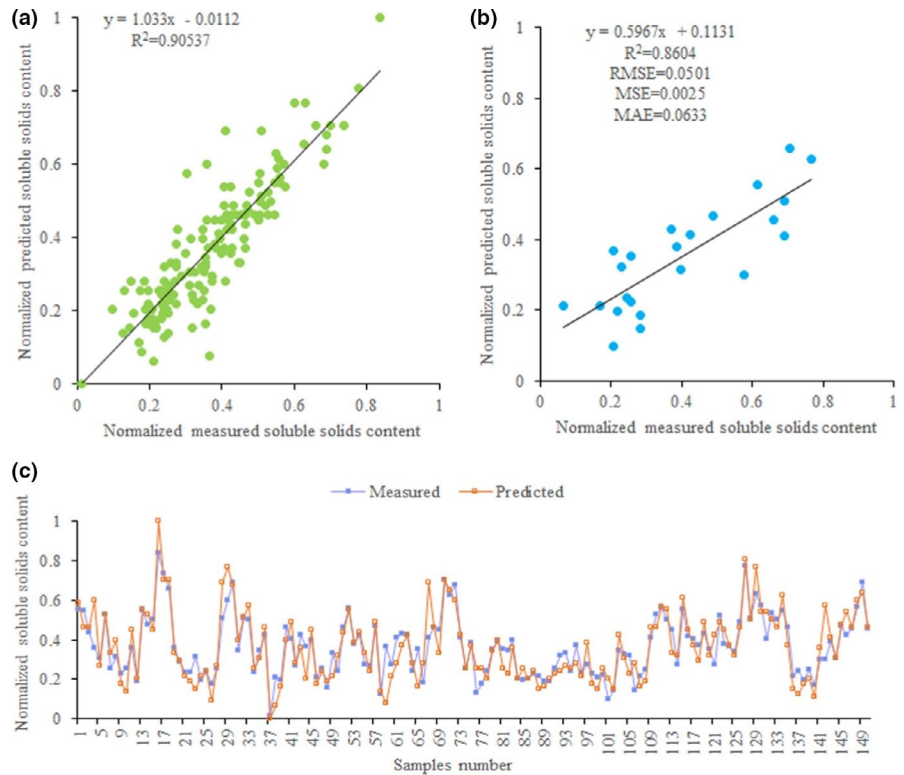 (a)
y = 1.033x - 0.0112
R²=0.90537
Normalized predicted soluble solids content
1
0.8
0.6
0.4
0.2
0
0 0.2 0.4 0.6 0.8 1
Normalized measured soluble solids content
(b)
y = 0.5967x + 0.1131
R²=0.8604
RMSE=0.0501
MSE=0.0025
MAE=0.0633
Normalized predicted soluble solids content
1
0.8
0.6
0.4
0.2
0
0 0.2 0.4 0.6 0.8 1
Normalized measured soluble solids content
(c)
Measured Predicted
Normalized soluble solids content
1
0.8
0.6
0.4
0.2
0
1 5 9 13 17 21 25 29 33 37 41 45 49 53 57 61 65 69 73 77 81 85 89 93 97 101 105 109 113 117 121 125 129 133 137 141 145 149
Samples number